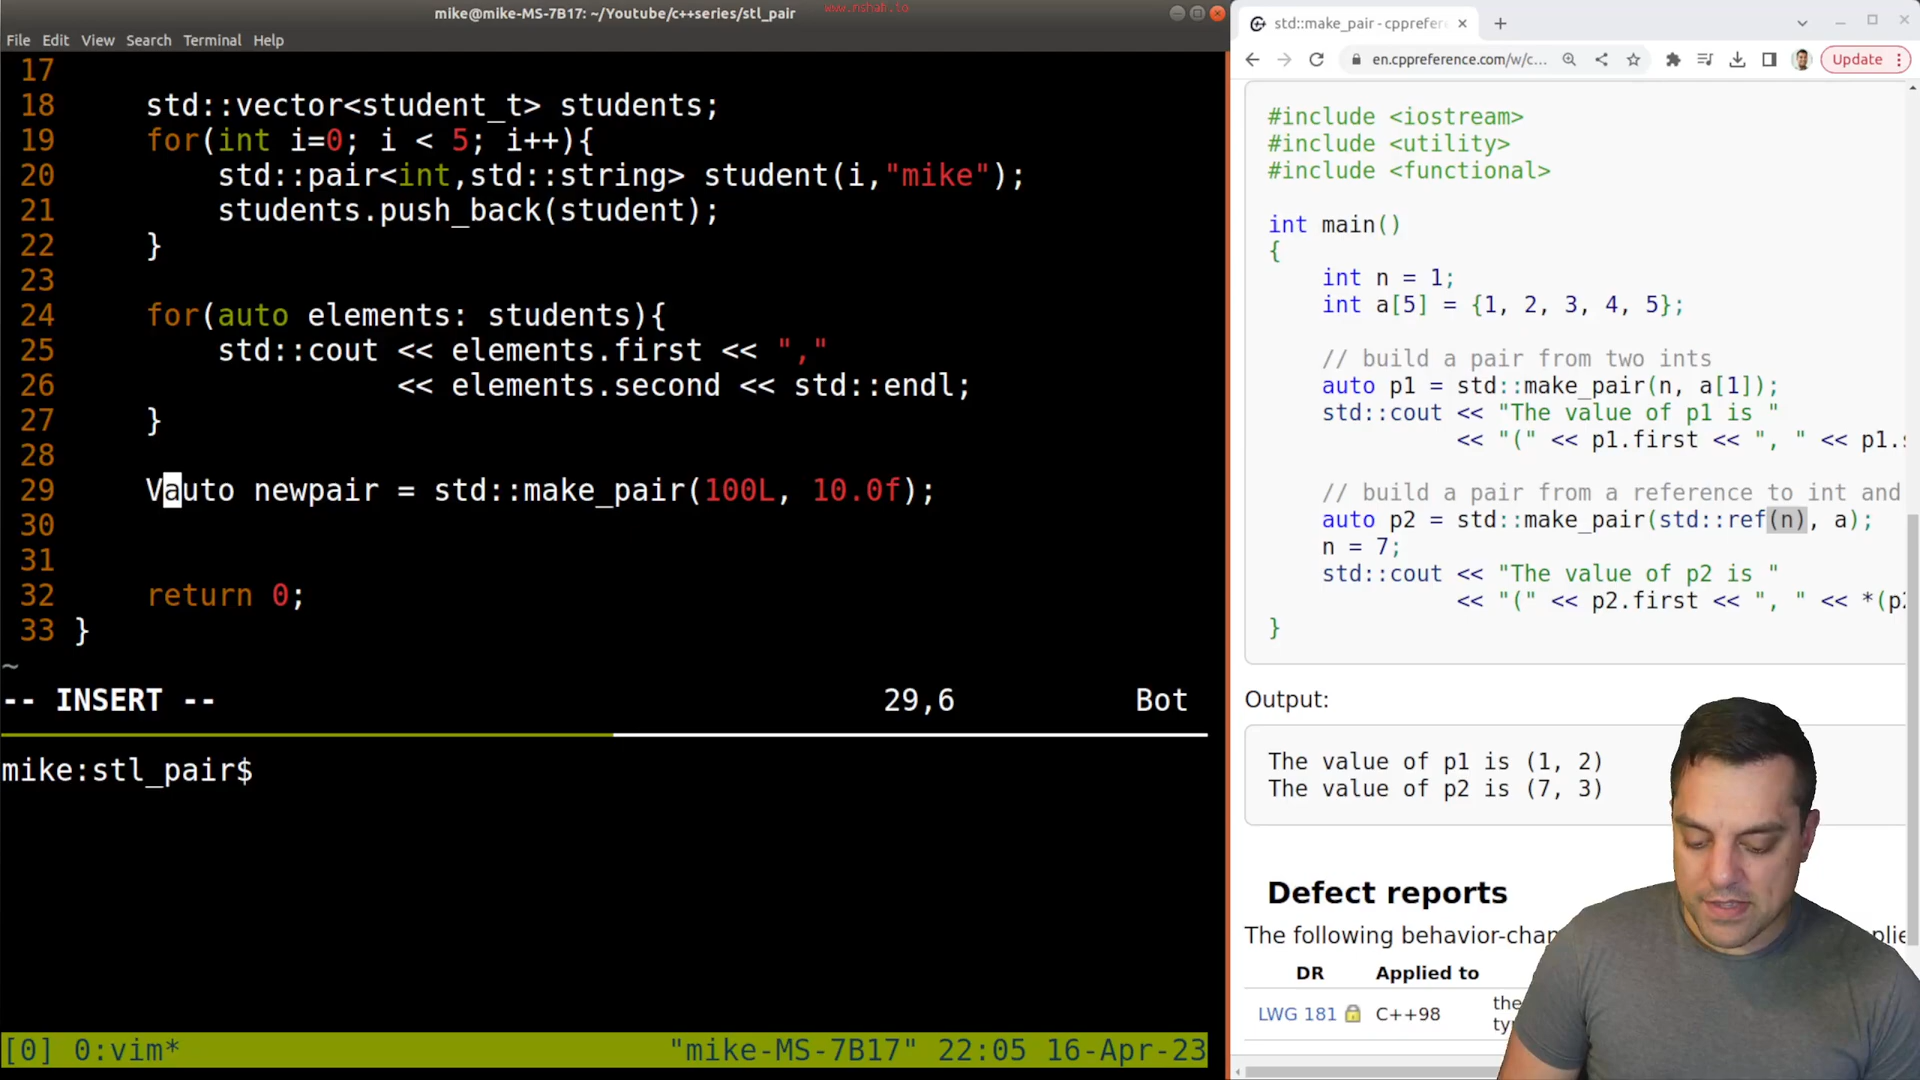 mike@mike-MS-7B17: ~/Youtube/c++series/stl_pair
www.mshah.io
File Edit View Search Terminal Help
17
18 std::vector<student_t> students;
19 for(int i=0; i < 5; i++){
20 std::pair<int,std::string> student(i,"mike");
21 students.push_back(student);
22 }
23
24 for(auto elements: students){
25 std::cout << elements.first << ","
26 << elements.second << std::endl;
27 }
28
29 Vauto newpair = std::make_pair(100L, 10.0f);
30
31
32 return 0;
33 }
~
-- INSERT -- 29,6 Bot
mike:stl_pair$
[0] 0:vim* "mike-MS-7B17" 22:05 16-Apr-23
std::make_pair - cppreferen
en.cppreference.com/w/c...
Update
#include <iostream>
#include <utility>
#include <functional>
int main()
{
int n = 1;
int a[5] = {1, 2, 3, 4, 5};
// build a pair from two ints
auto p1 = std::make_pair(n, a[1]);
std::cout << "The value of p1 is "
<< "(" << p1.first << ", " << p1.s
// build a pair from a reference to int and
auto p2 = std::make_pair(std::ref(n), a);
n = 7;
std::cout << "The value of p2 is "
<< "(" << p2.first << ", " << *(p2
}
Output:
The value of p1 is (1, 2)
The value of p2 is (7, 3)
Defect reports
The following behavior-chan
DR Applied to
LWG 181 C++98 the